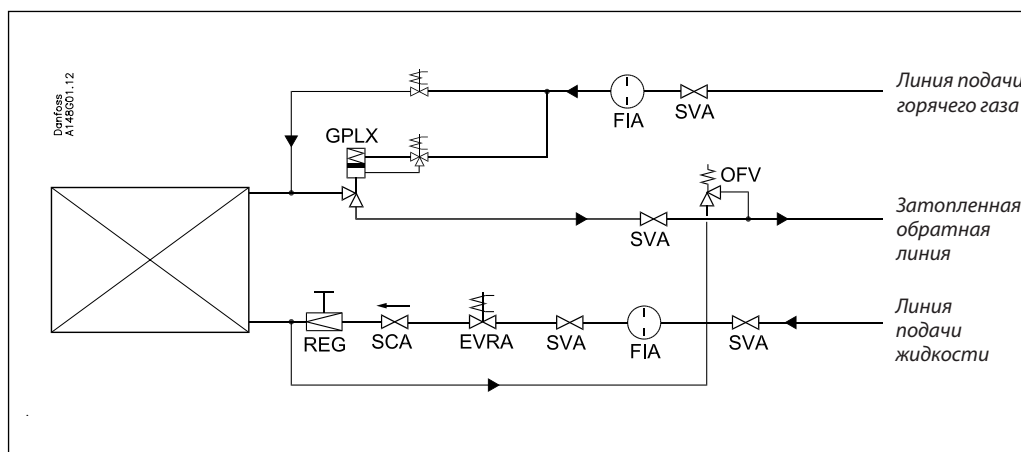 Danfoss
A148G01.12
Линия подачи
горячего газа
FIA
SVA
GPLX
OFV
SVA
Затопленная
обратная
линия
REG
SCA
EVRA
SVA
FIA
SVA
Линия
подачи
жидкости